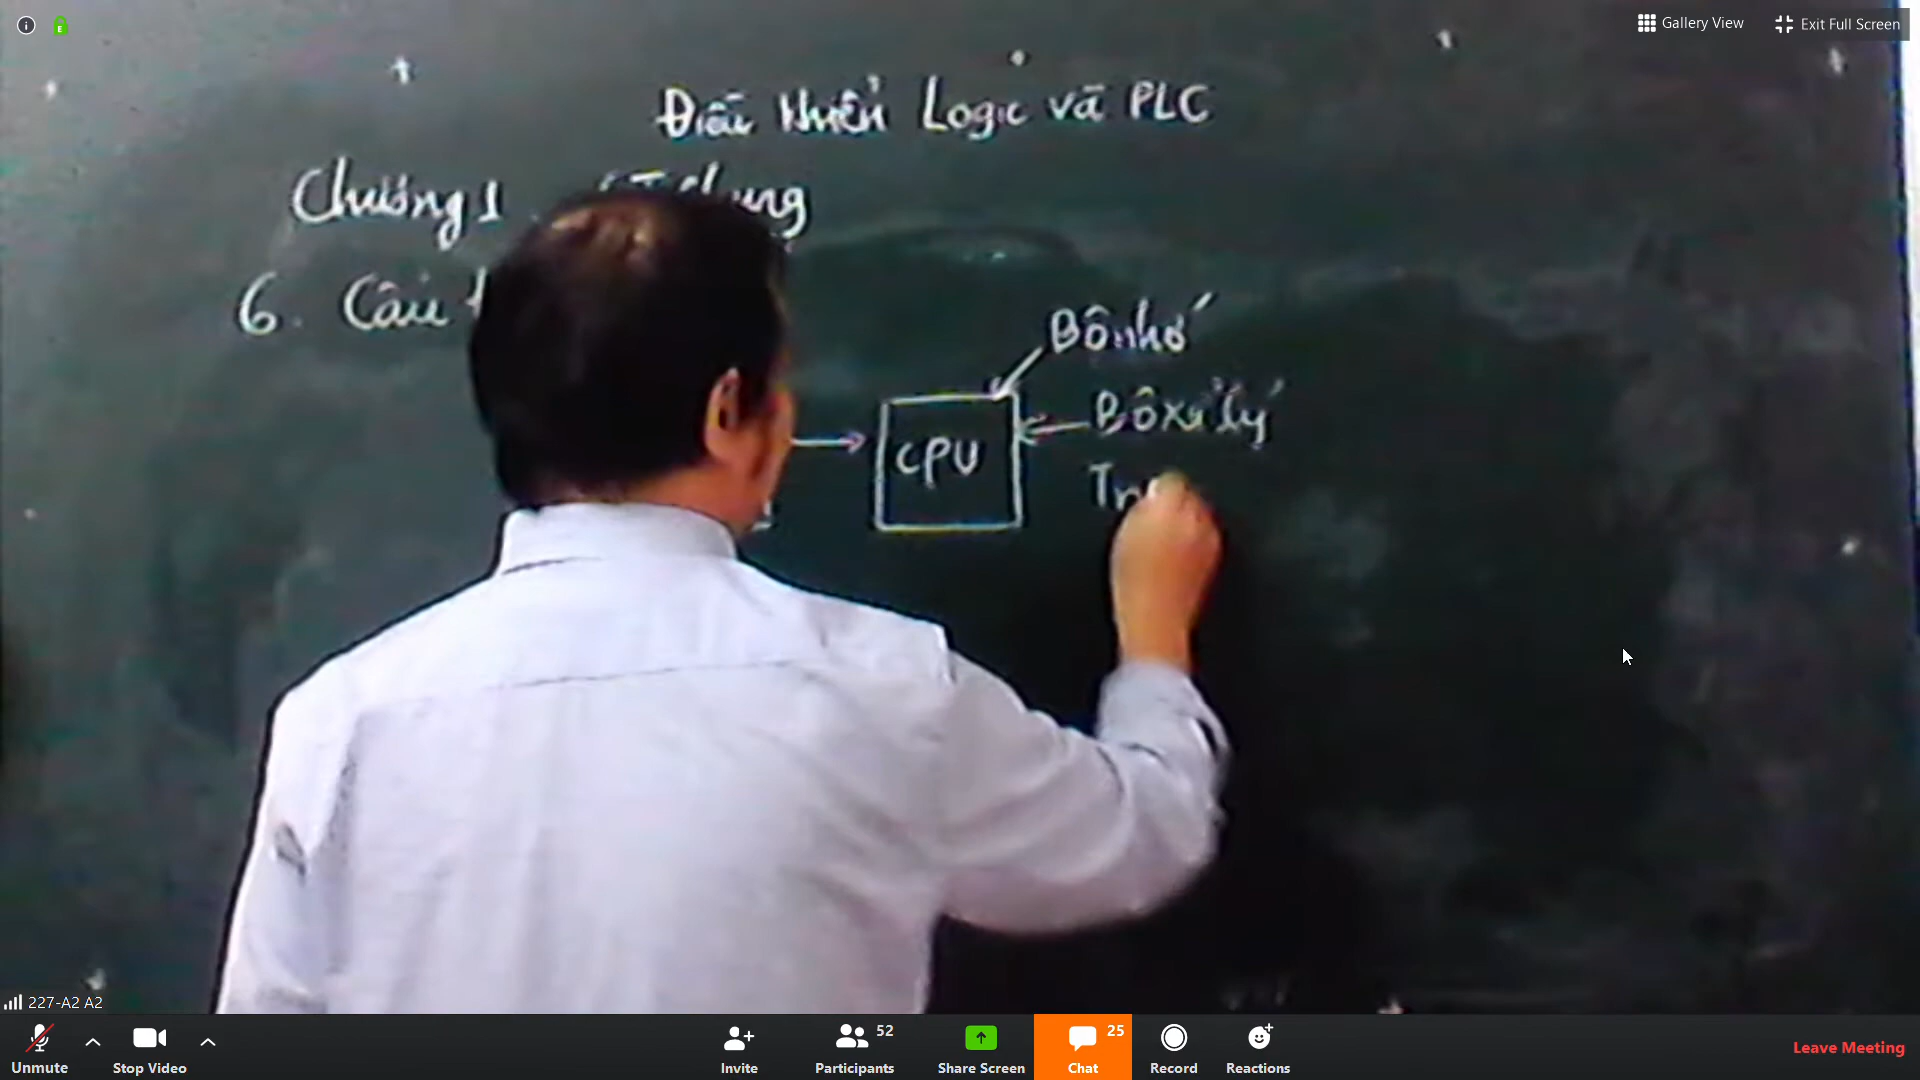 Gallery View
Exit Full Screen
Điều khiển Logic và PLC
Chương 1
6. Cấu
Bộ nhớ
CPU
Bộ xử lý
227-A2 A2
Unmute
Stop Video
Invite
52
Participants
Share Screen
25
Chat
Record
Reactions
Leave Meeting